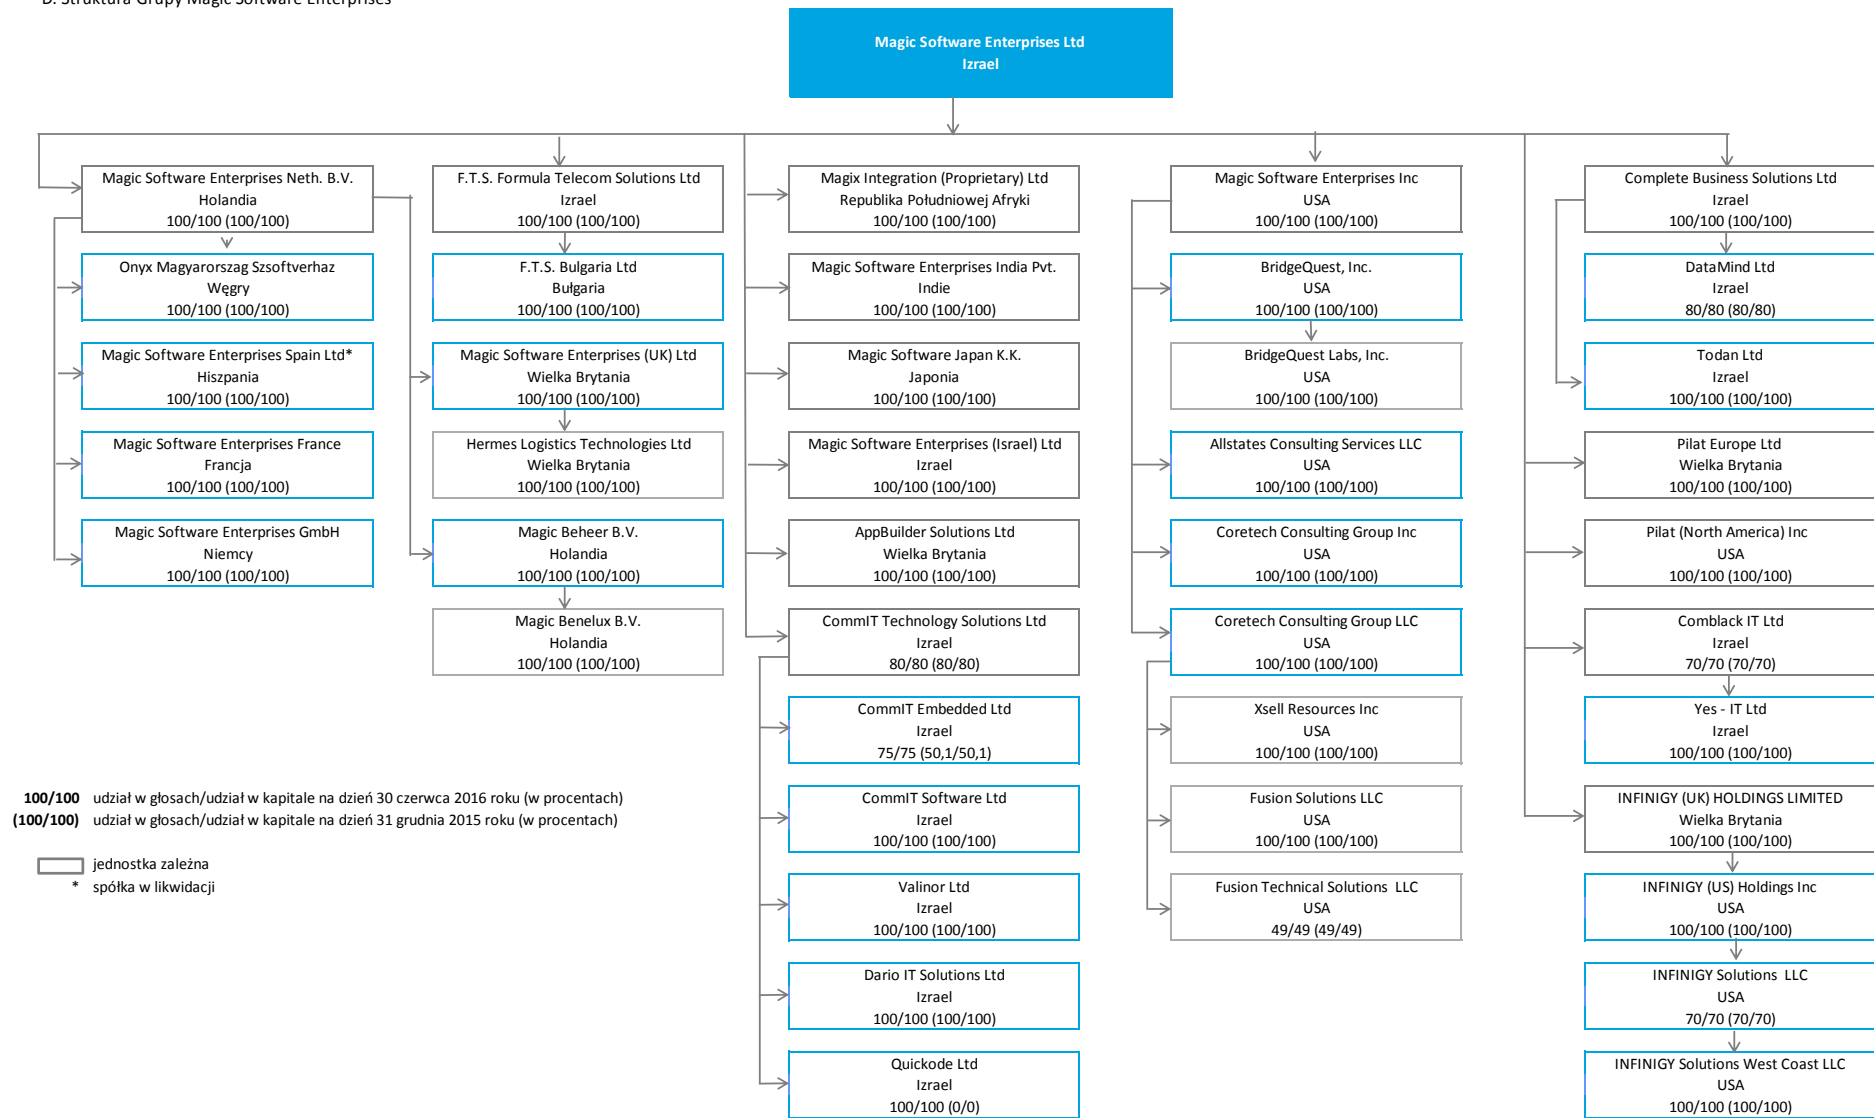 D. Struktura Grupy Magic Software Enterprises
Magic Software Enterprises Ltd
Izrael
Magic Software Enterprises Neth. B.V.
Holandia
100/100 (100/100)
Onyx Magyarorszag Szsoftverhaz
Węgry
100/100 (100/100)
Magic Software Enterprises Spain Ltd*
Hiszpania
100/100 (100/100)
Magic Software Enterprises France
Francja
100/100 (100/100)
Magic Software Enterprises GmbH
Niemcy
100/100 (100/100)
F.T.S. Formula Telecom Solutions Ltd
Izrael
100/100 (100/100)
F.T.S. Bulgaria Ltd
Bułgaria
100/100 (100/100)
Magic Software Enterprises (UK) Ltd
Wielka Brytania
100/100 (100/100)
Hermes Logistics Technologies Ltd
Wielka Brytania
100/100 (100/100)
Magic Beheer B.V.
Holandia
100/100 (100/100)
Magic Benelux B.V.
Holandia
100/100 (100/100)
Magix Integration (Proprietary) Ltd
Republika Południowej Afryki
100/100 (100/100)
Magic Software Enterprises India Pvt.
Indie
100/100 (100/100)
Magic Software Japan K.K.
Japonia
100/100 (100/100)
Magic Software Enterprises (Israel) Ltd
Izrael
100/100 (100/100)
AppBuilder Solutions Ltd
Wielka Brytania
100/100 (100/100)
CommIT Technology Solutions Ltd
Izrael
80/80 (80/80)
CommIT Embedded Ltd
Izrael
75/75 (50,1/50,1)
CommIT Software Ltd
Izrael
100/100 (100/100)
Valinor Ltd
Izrael
100/100 (100/100)
Dario IT Solutions Ltd
Izrael
100/100 (100/100)
Quickode Ltd
Izrael
100/100 (0/0)
Magic Software Enterprises Inc
USA
100/100 (100/100)
BridgeQuest, Inc.
USA
100/100 (100/100)
BridgeQuest Labs, Inc.
USA
100/100 (100/100)
Allstates Consulting Services LLC
USA
100/100 (100/100)
Coretech Consulting Group Inc
USA
100/100 (100/100)
Coretech Consulting Group LLC
USA
100/100 (100/100)
Xsell Resources Inc
USA
100/100 (100/100)
Fusion Solutions LLC
USA
100/100 (100/100)
Fusion Technical Solutions LLC
USA
49/49 (49/49)
Complete Business Solutions Ltd
Izrael
100/100 (100/100)
DataMind Ltd
Izrael
80/80 (80/80)
Todan Ltd
Izrael
100/100 (100/100)
Pilat Europe Ltd
Wielka Brytania
100/100 (100/100)
Pilat (North America) Inc
USA
100/100 (100/100)
Comblack IT Ltd
Izrael
70/70 (70/70)
Yes - IT Ltd
Izrael
100/100 (100/100)
INFINIGY (UK) HOLDINGS LIMITED
Wielka Brytania
100/100 (100/100)
INFINIGY (US) Holdings Inc
USA
100/100 (100/100)
INFINIGY Solutions LLC
USA
70/70 (70/70)
INFINIGY Solutions West Coast LLC
USA
100/100 (100/100)
100/100 udział w głosach/udział w kapitale na dzień 30 czerwca 2016 roku (w procentach)
(100/100) udział w głosach/udział w kapitale na dzień 31 grudnia 2015 roku (w procentach)
jednostka zależna
* spółka w likwidacji